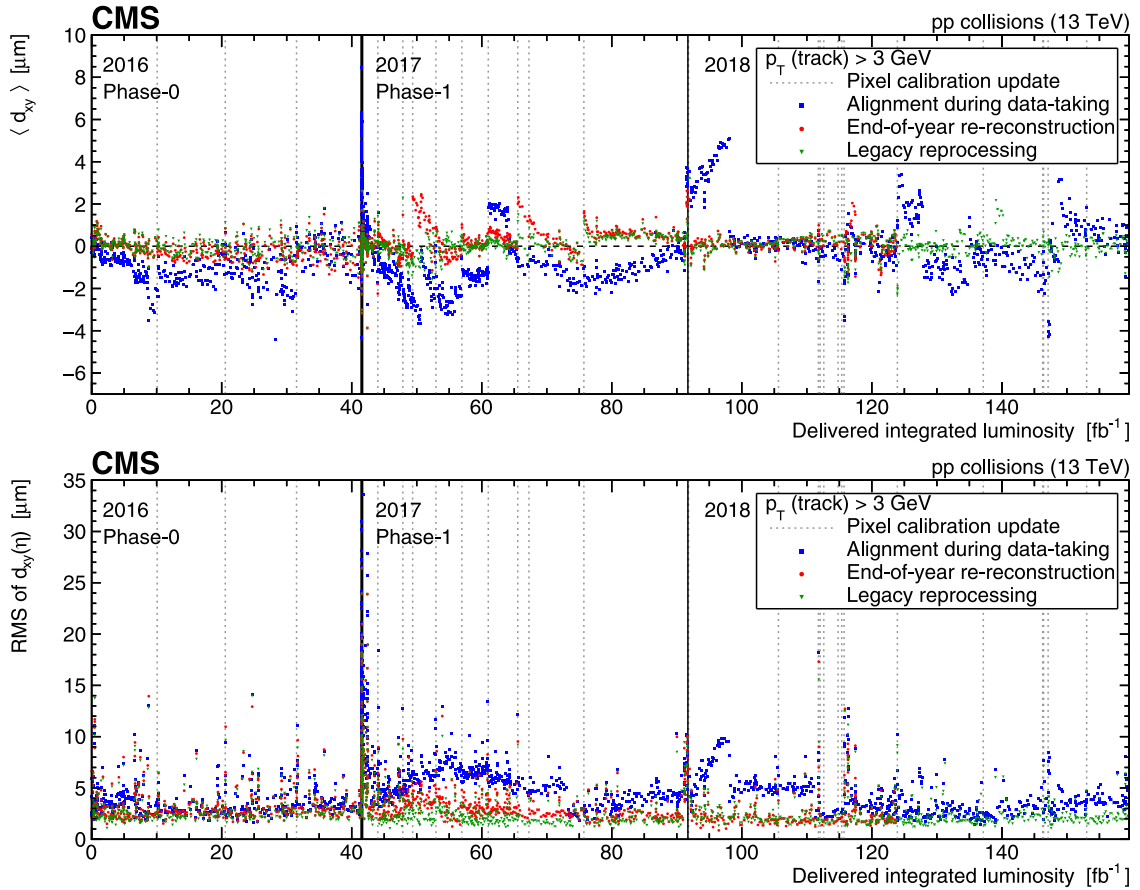 CMS
pp collisions (13 TeV)
⟨ d_xy ⟩ [μm]
10
8
6
4
2
0
−2
−4
−6
2016
Phase-0
2017
Phase-1
2018
p_T (track) > 3 GeV
Pixel calibration update
Alignment during data-taking
End-of-year re-reconstruction
Legacy reprocessing
0 20 40 60 80 100 120 140
Delivered integrated luminosity [fb⁻¹]
CMS
pp collisions (13 TeV)
RMS of d_xy(η) [μm]
35
30
25
20
15
10
5
0
2016
Phase-0
2017
Phase-1
2018
p_T (track) > 3 GeV
Pixel calibration update
Alignment during data-taking
End-of-year re-reconstruction
Legacy reprocessing
0 20 40 60 80 100 120 140
Delivered integrated luminosity [fb⁻¹]